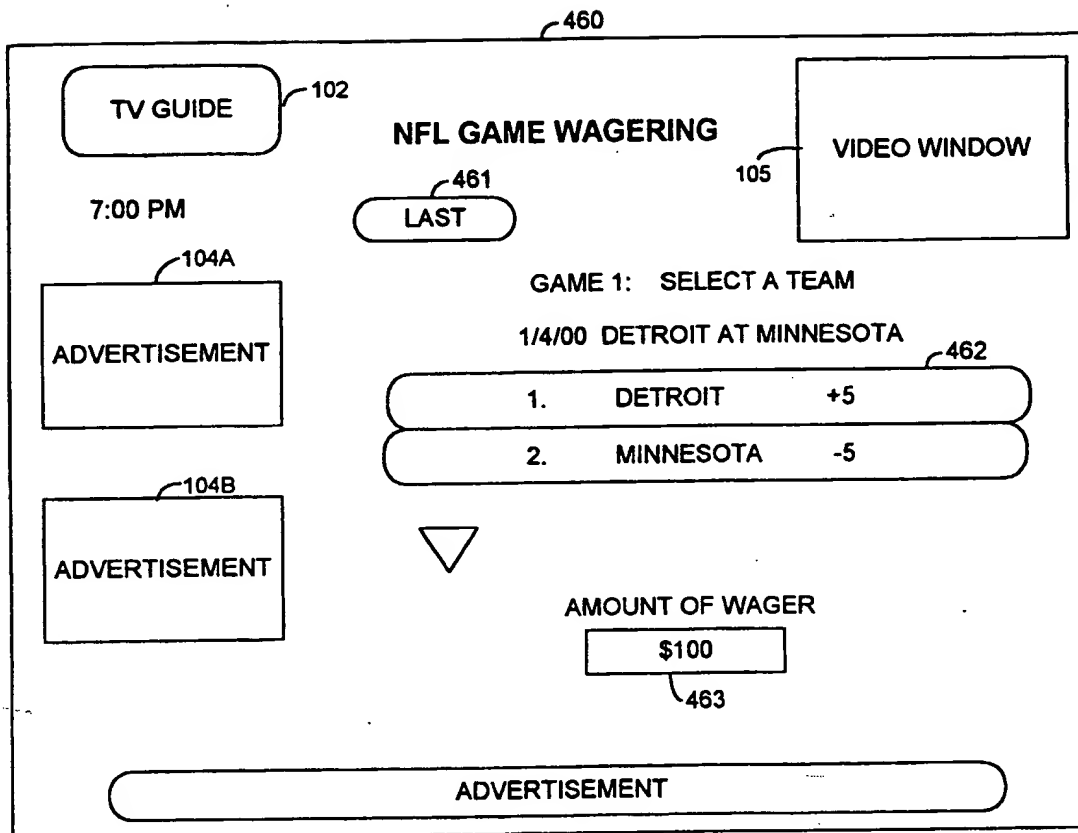 460
TV GUIDE
102
NFL GAME WAGERING
VIDEO WINDOW
105
461
LAST
7:00 PM
104A
ADVERTISEMENT
GAME 1: SELECT A TEAM
1/4/00 DETROIT AT MINNESOTA
462
1. DETROIT +5
2. MINNESOTA -5
104B
ADVERTISEMENT
AMOUNT OF WAGER
$100
463
ADVERTISEMENT